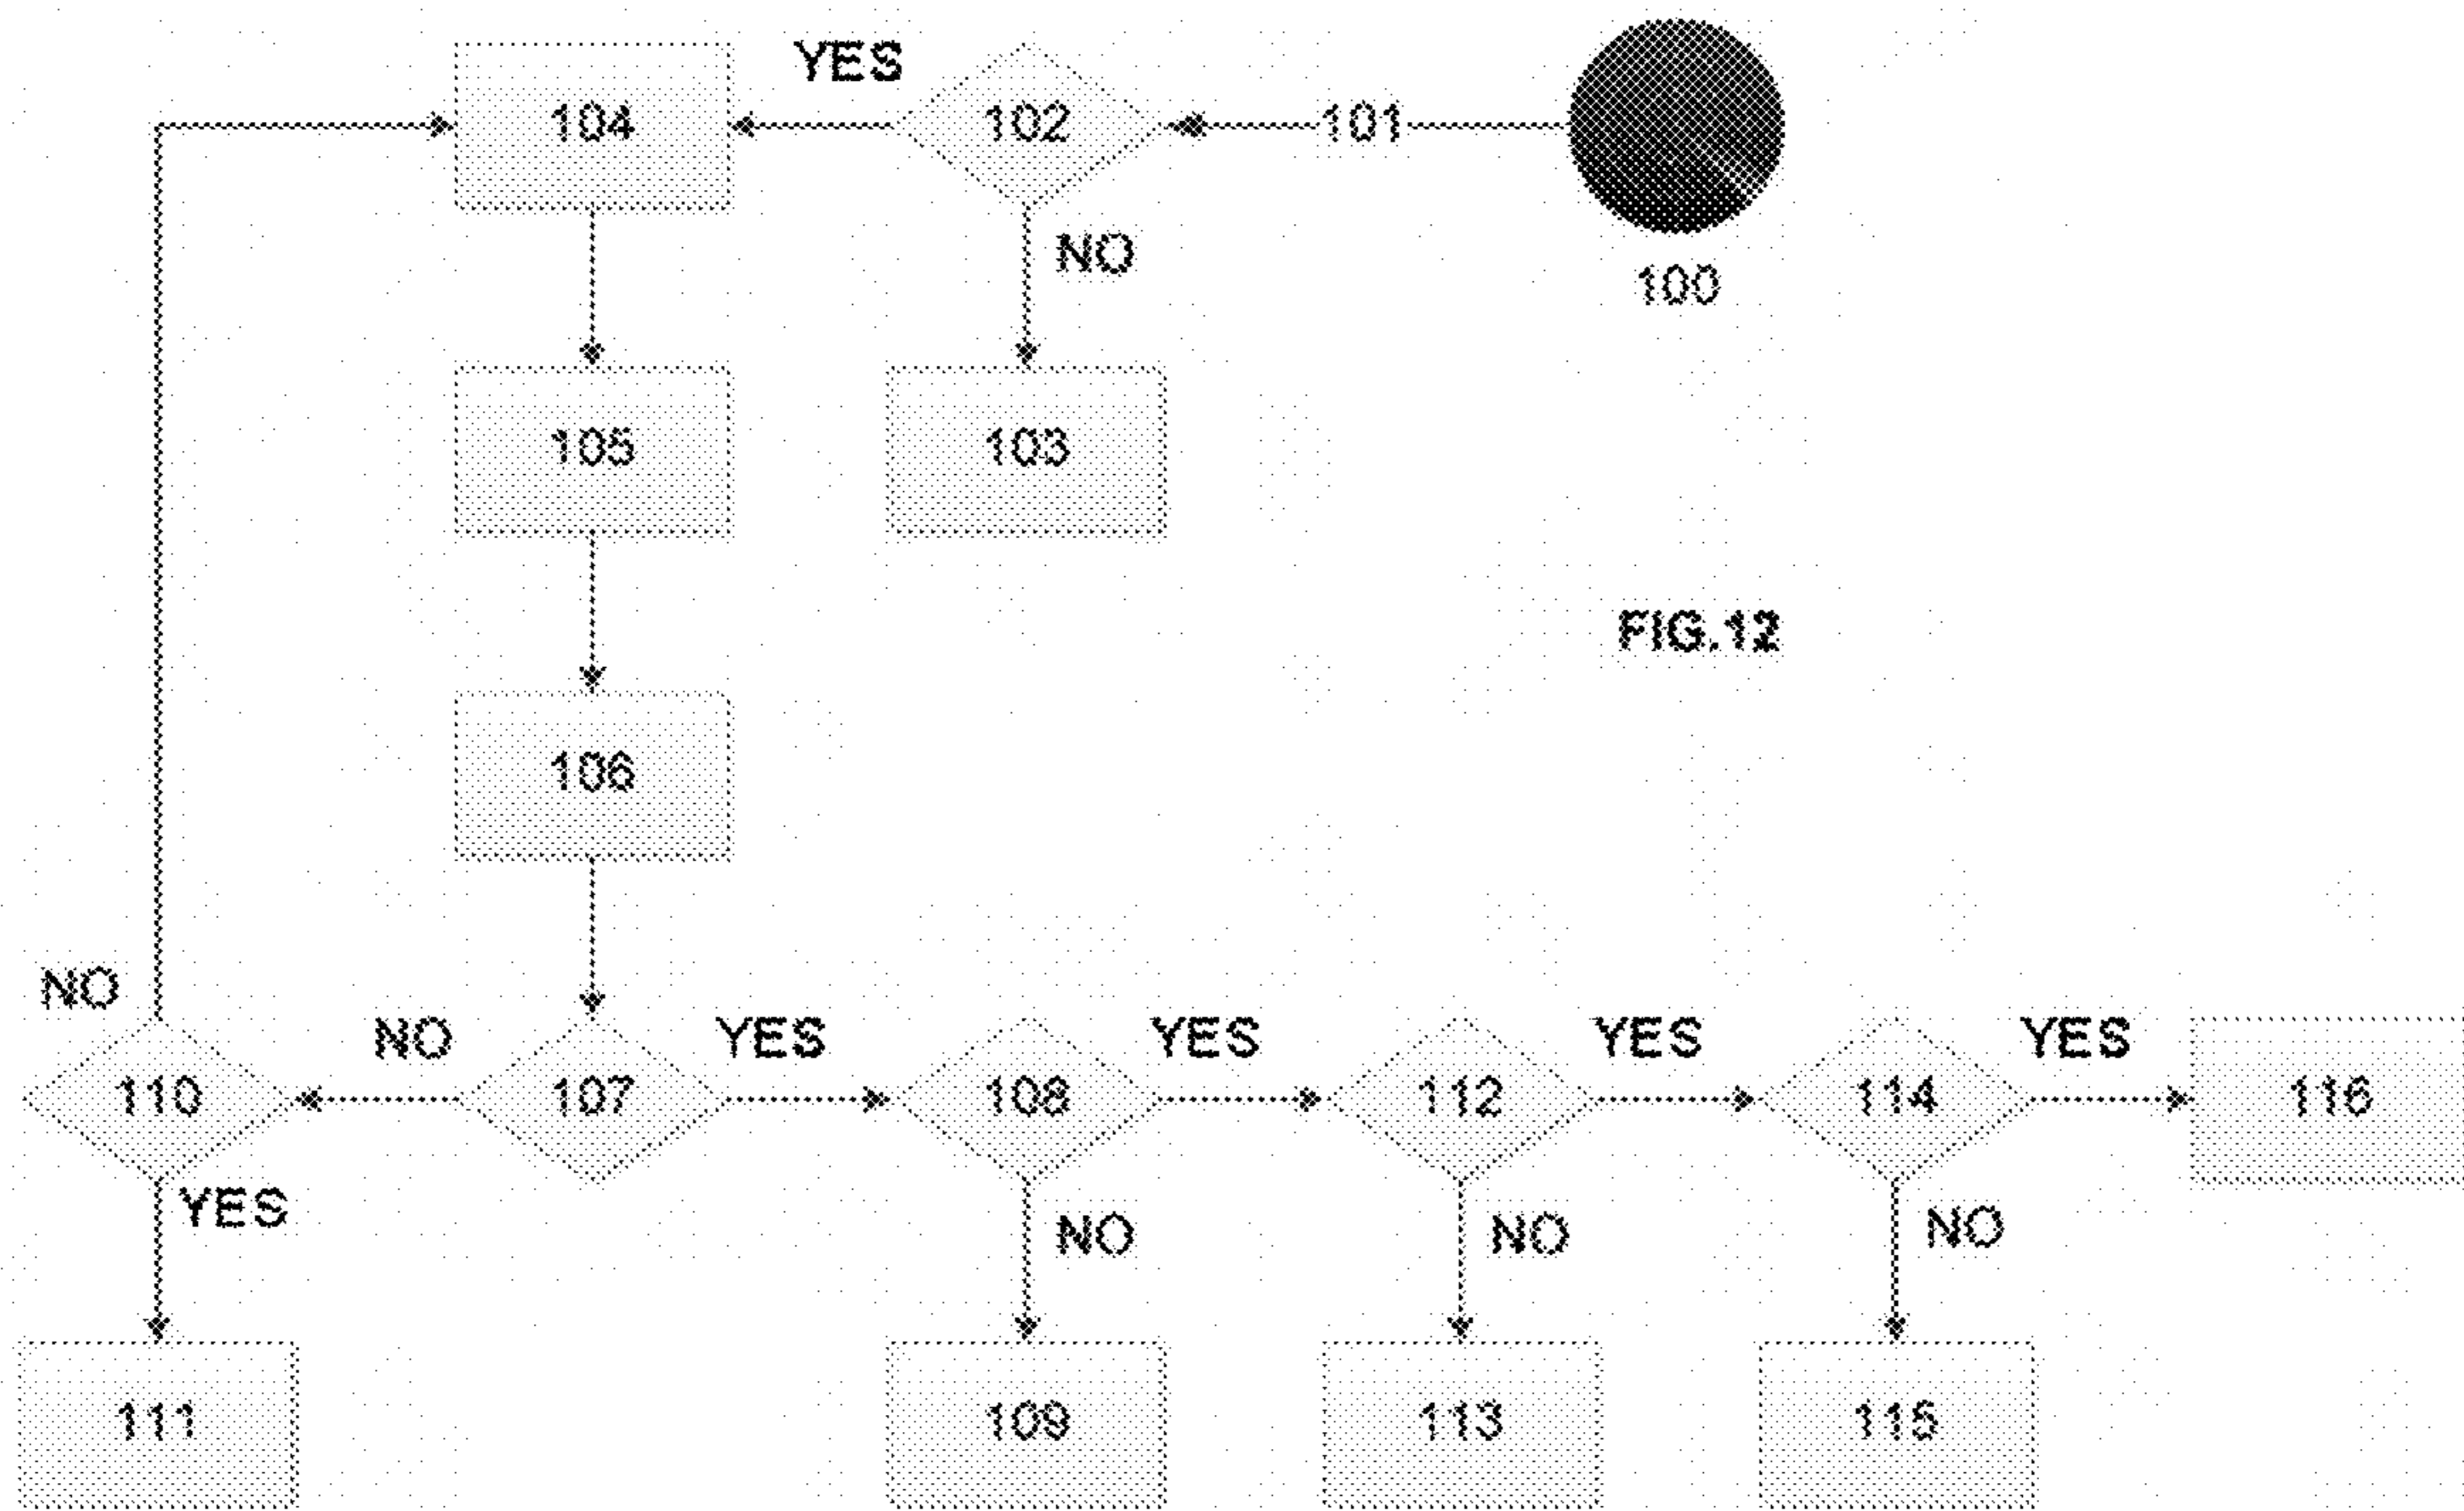 YES
104
102
101
NO
100
105
103
FIG.12
106
NO
NO
YES
YES
YES
YES
110
107
108
112
114
116
YES
NO
NO
NO
111
109
113
115